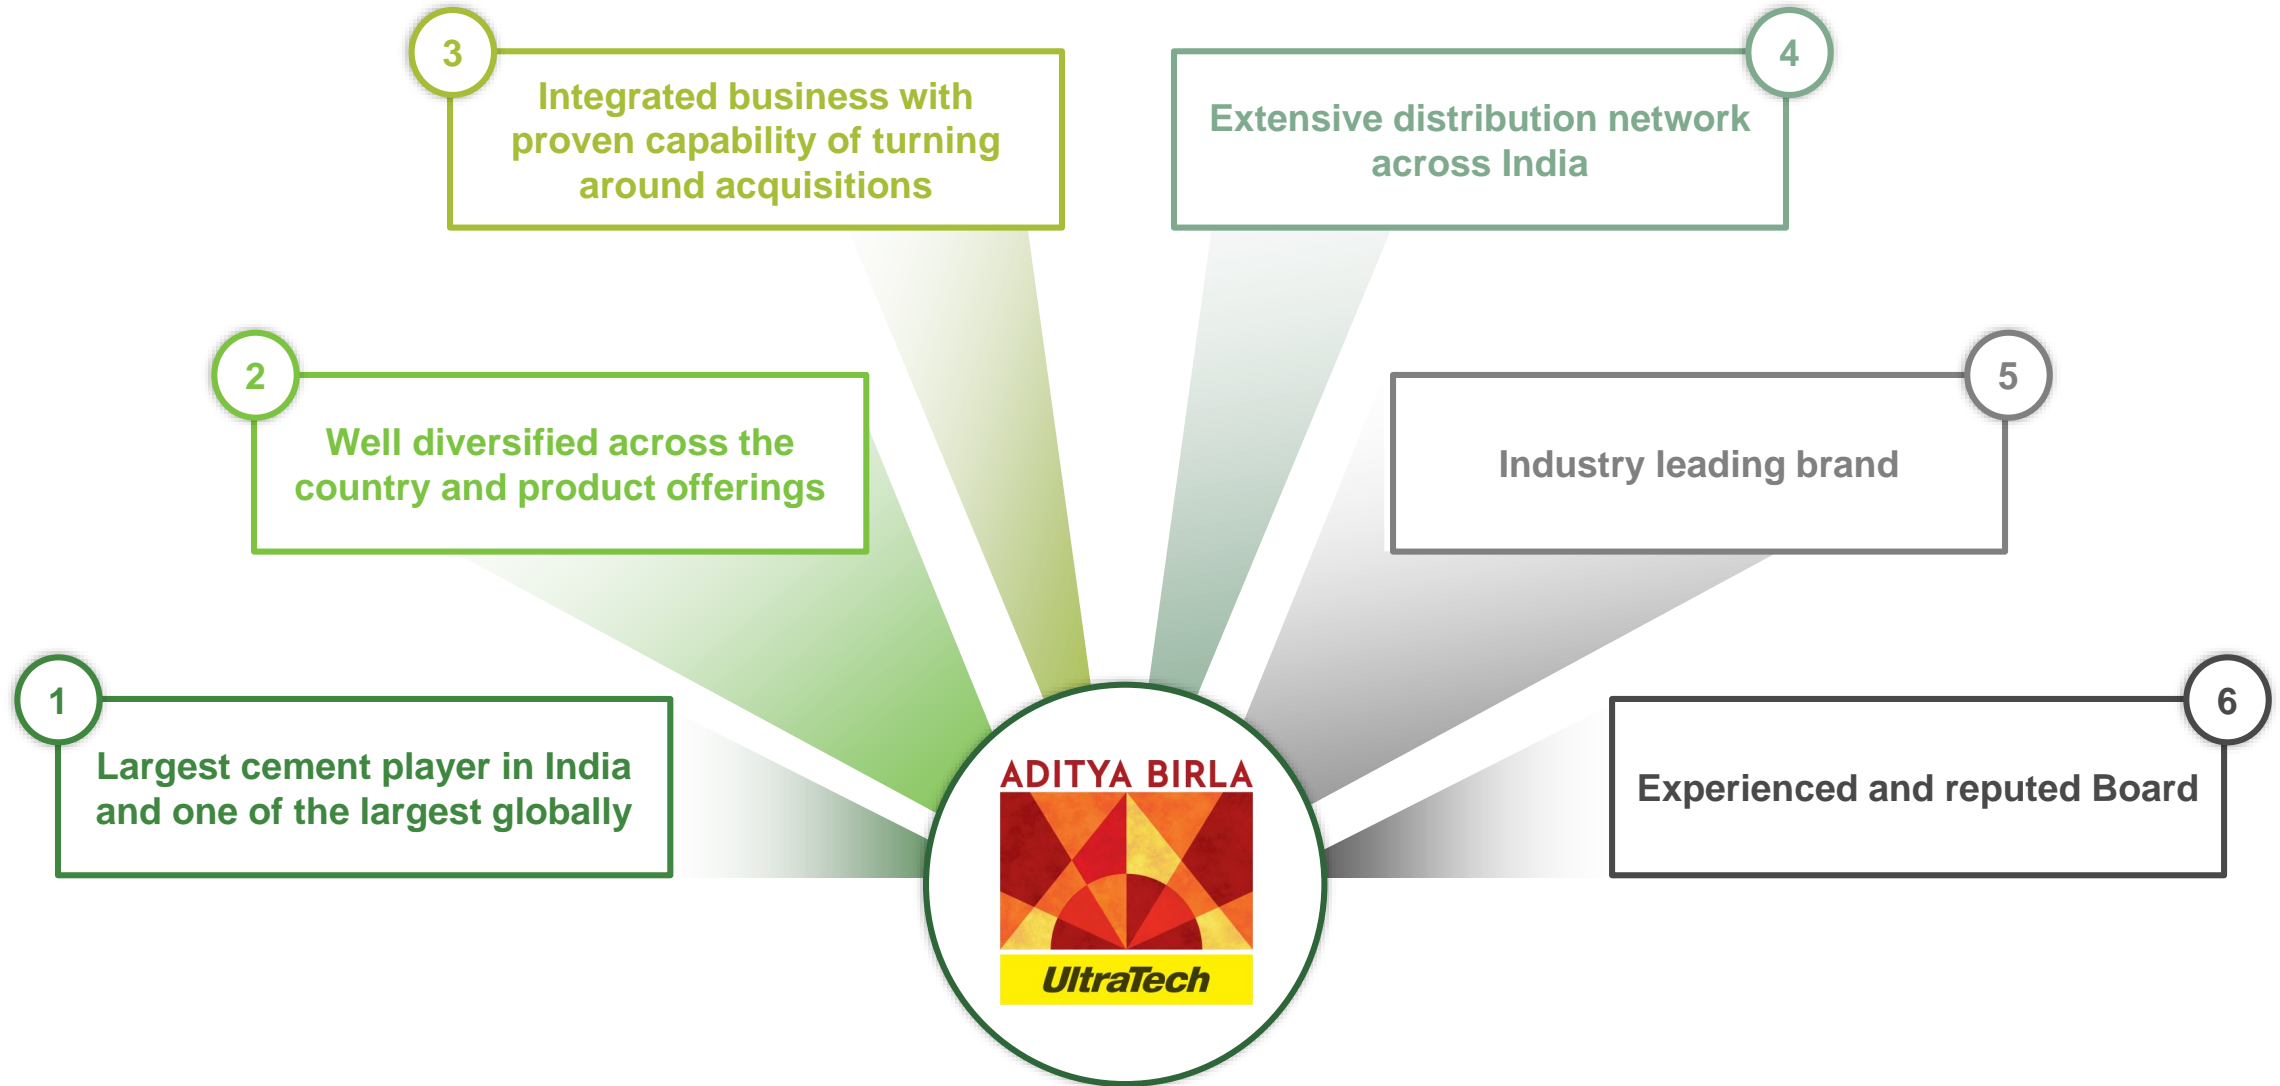 3
Integrated business with
proven capability of turning
around acquisitions
4
Extensive distribution network
across India
2
Well diversified across the
country and product offerings
5
Industry leading brand
1
Largest cement player in India
and one of the largest globally
6
Experienced and reputed Board
ADITYA BIRLA
UltraTech